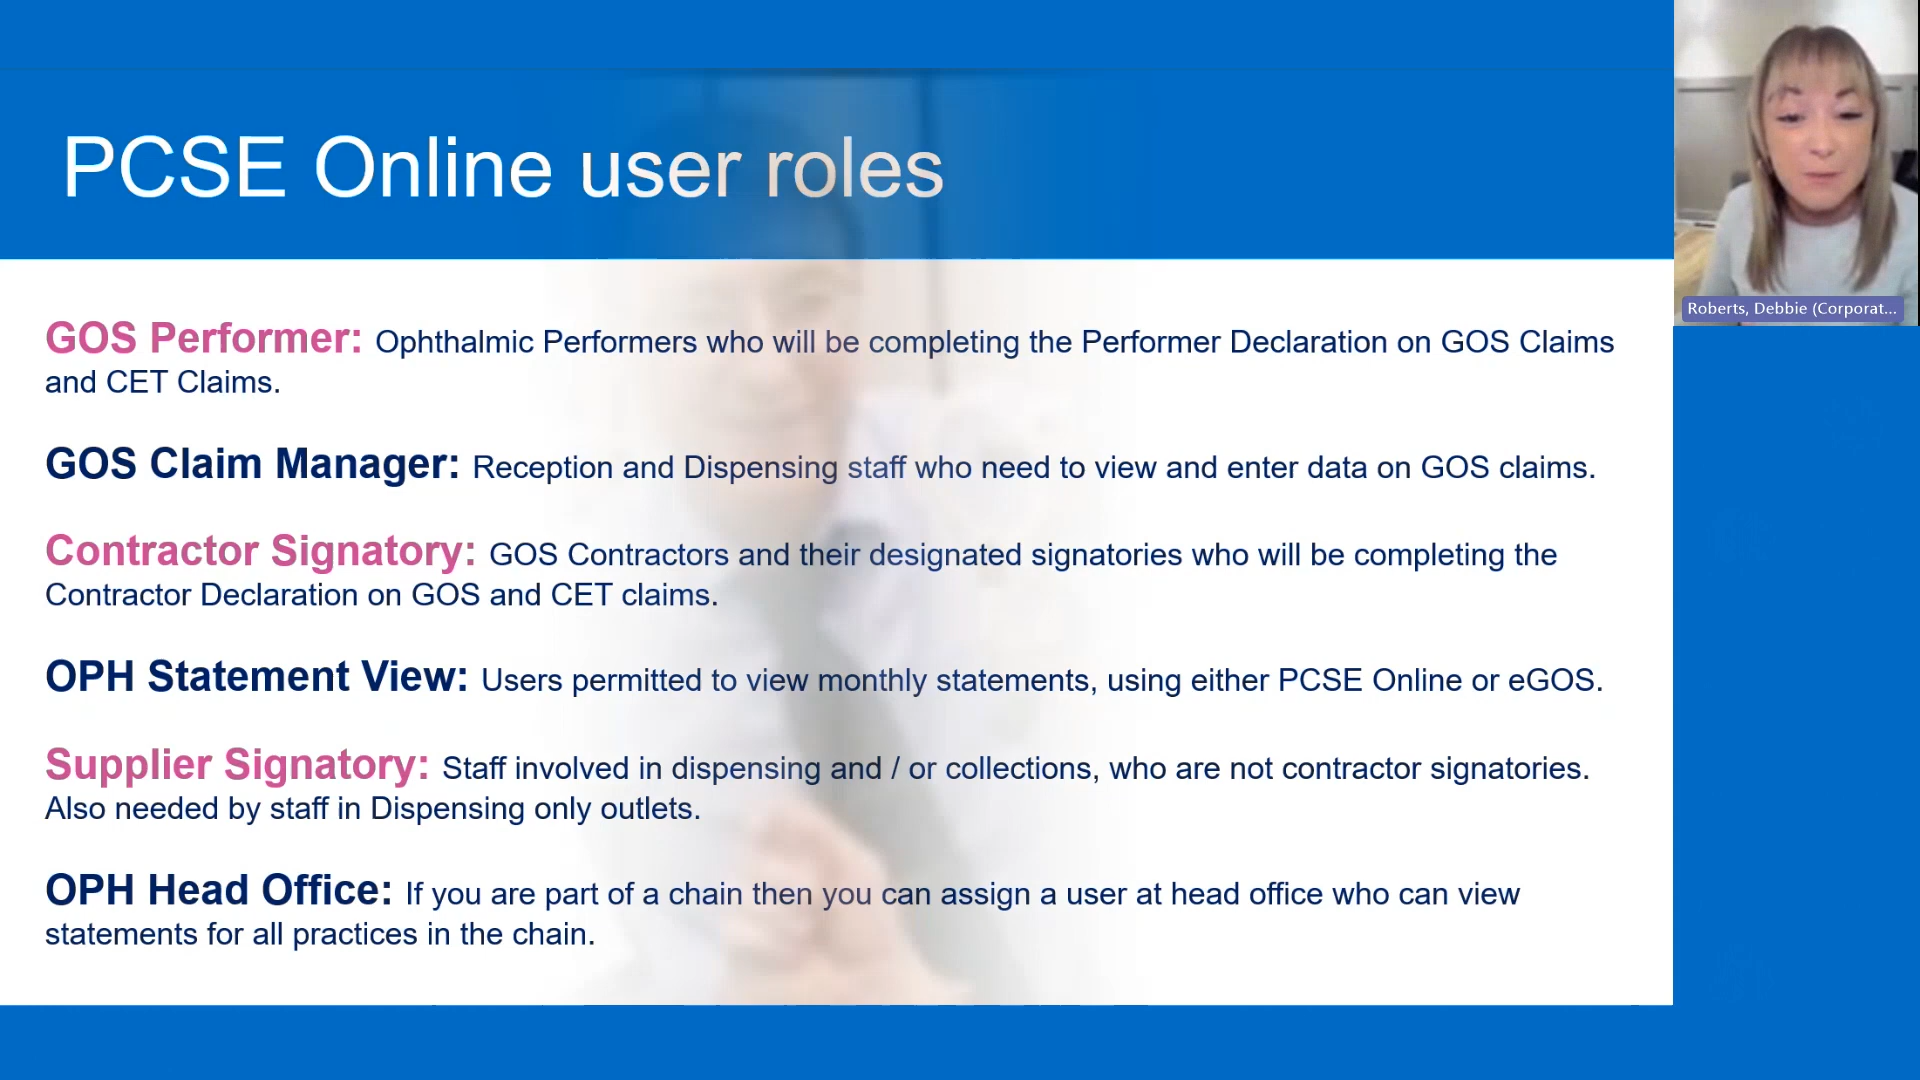 PCSE Online user roles
Roberts, Debbie (Corporat...
GOS Performer: Ophthalmic Performers who will be completing the Performer Declaration on GOS Claims
and CET Claims.
GOS Claim Manager: Reception and Dispensing staff who need to view and enter data on GOS claims.
Contractor Signatory: GOS Contractors and their designated signatories who will be completing the
Contractor Declaration on GOS and CET claims.
OPH Statement View: Users permitted to view monthly statements, using either PCSE Online or eGOS.
Supplier Signatory: Staff involved in dispensing and / or collections, who are not contractor signatories.
Also needed by staff in Dispensing only outlets.
OPH Head Office: If you are part of a chain then you can assign a user at head office who can view
statements for all practices in the chain.